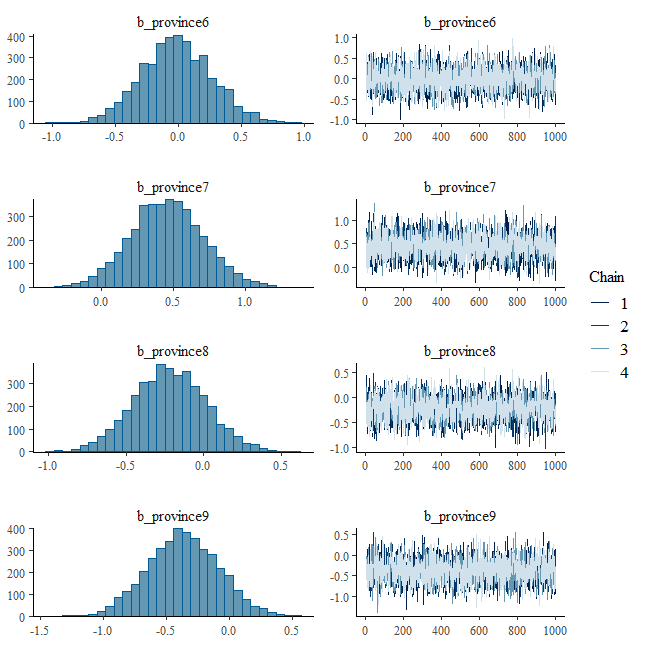 b_province6 b_province6
400 300 200 100 0
-1.0 -0.5 0.0 0.5 1.0
1.0 0.5 0.0 -0.5 -1.0
0 200 400 600 800 1000
b_province7 b_province7
300 200 100 0
0.0 0.5 1.0
1.0 0.5 0.0
0 200 400 600 800 1000
b_province8 b_province8
300 200 100 0
-1.0 -0.5 0.0 0.5
0.5 0.0 -0.5 -1.0
0 200 400 600 800 1000
b_province9 b_province9
400 300 200 100 0
-1.5 -1.0 -0.5 0.0 0.5
0.5 0.0 -0.5 -1.0
0 200 400 600 800 1000
Chain
1
2
3
4